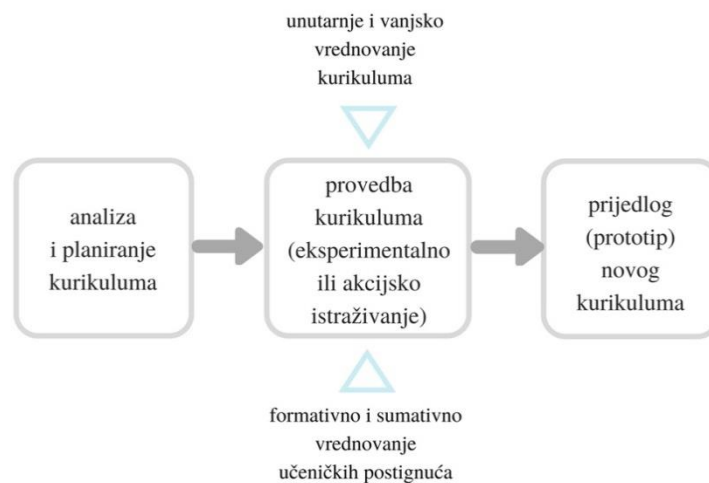 unutarnje i vanjsko
vrednovanje
kurikuluma
analiza
i planiranje
kurikuluma
provedba
kurikuluma
(eksperimentalno
ili akcijsko
istraživanje)
prijedlog
(prototip)
novog
kurikuluma
formativno i sumativno
vrednovanje
učeničkih postignuća